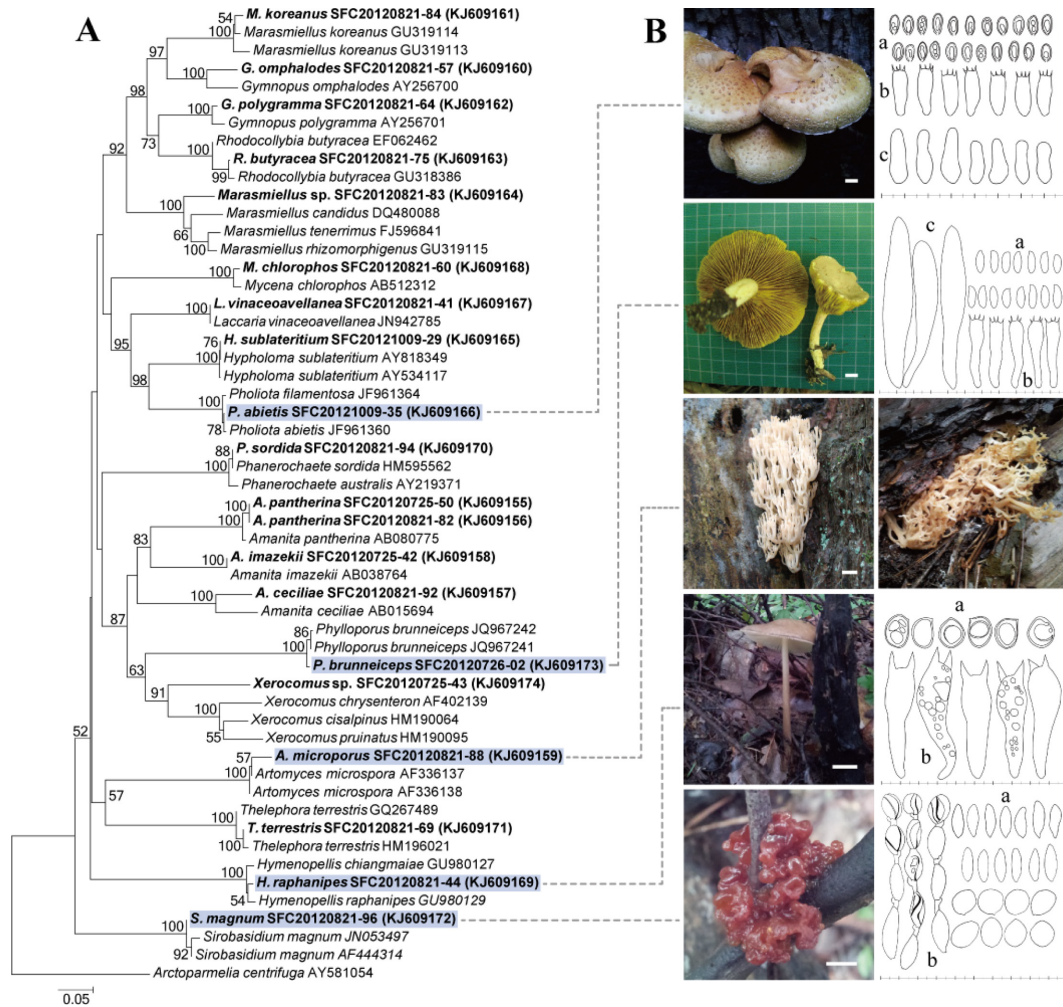 A
B
54
M. koreanus SFC20120821-84 (KJ609161)
100
Marasmiellus koreanus GU319114
Marasmiellus koreanus GU319113
97
G. omphalodes SFC20120821-57 (KJ609160)
100
Gymnopus omphalodes AY256700
98
G. polygramma SFC20120821-64 (KJ609162)
100
Gymnopus polygramma AY256701
73
Rhodocollybia butyracea EF062462
100
R. butyracea SFC20120821-75 (KJ609163)
99
Rhodocollybia butyracea GU318386
92
Marasmiellus sp. SFC20120821-83 (KJ609164)
100
Marasmiellus candidus DQ480088
66
Marasmiellus tenerrimus FJ596841
Marasmiellus rhizomorphigenus GU319115
M. chlorophos SFC20120821-60 (KJ609168)
100
Mycena chlorophos AB512312
L. vinaceoavellanea SFC20120821-41 (KJ609167)
100
Laccaria vinaceoavellanea JN942785
95
76
H. sublateritium SFC20121009-29 (KJ609165)
100
Hypholoma sublateritium AY818349
98
Hypholoma sublateritium AY534117
Pholiota filamentosa JF961364
100
P. abietis SFC20121009-35 (KJ609166)
78
Pholiota abietis JF961360
88
P. sordida SFC20120821-94 (KJ609170)
100
Phanerochaete sordida HM595562
Phanerochaete australis AY219371
100
A. pantherina SFC20120725-50 (KJ609155)
100
A. pantherina SFC20120821-82 (KJ609156)
83
Amanita pantherina AB080775
A. imazekii SFC20120725-42 (KJ609158)
100
Amanita imazekii AB038764
A. ceciliae SFC20120821-92 (KJ609157)
100
Amanita ceciliae AB015694
87
86
Phylloporus brunneiceps JQ967242
100
Phylloporus brunneiceps JQ967241
P. brunneiceps SFC20120726-02 (KJ609173)
63
Xerocomus sp. SFC20120725-43 (KJ609174)
91
Xerocomus chrysenteron AF402139
100
Xerocomus cisalpinus HM190064
55
Xerocomus pruinatus HM190095
52
57
A. microporus SFC20120821-88 (KJ609159)
100
Artomyces microspora AF336137
Artomyces microspora AF336138
57
Thelephora terrestris GQ267489
100
T. terrestris SFC20120821-69 (KJ609171)
100
Thelephora terrestris HM196021
Hymenopellis chiangmaiae GU980127
100
H. raphanipes SFC20120821-44 (KJ609169)
54
Hymenopellis raphanipes GU980129
S. magnum SFC20120821-96 (KJ609172)
100
Sirobasidium magnum JN053497
92
Sirobasidium magnum AF444314
Arctoparmelia centrifuga AY581054
0.05
a
b
c
c
a
b
a
b
a
b